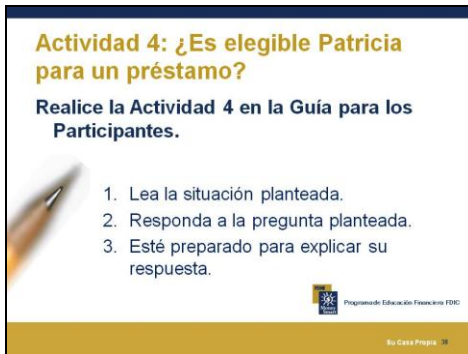 Actividad 4: ¿Es elegible Patricia
para un préstamo?
Realice la Actividad 4 en la Guía para los
Participantes.
1. Lea la situación planteada.
2. Responda a la pregunta planteada.
3. Esté preparado para explicar su
respuesta.
Programa de Educación Financiera FDIC
Su Casa Propia 38